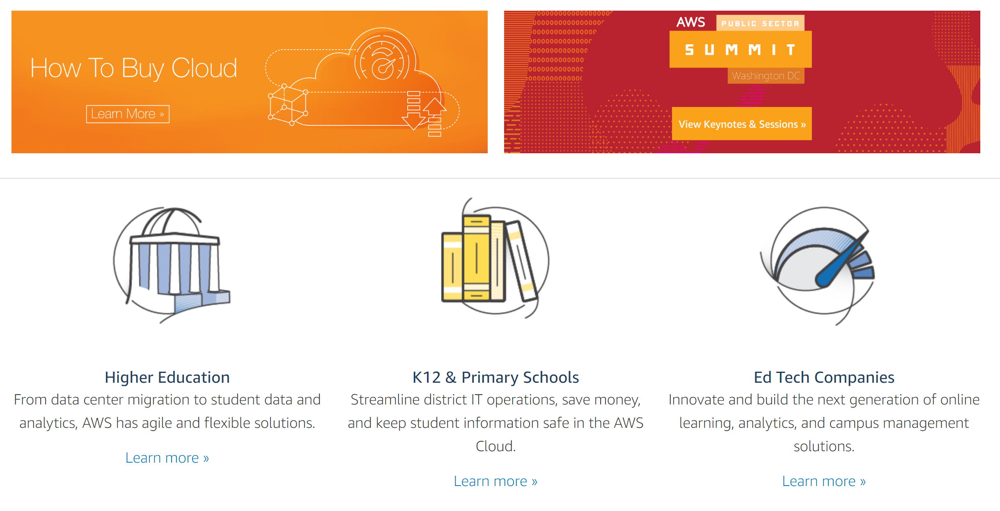 How To Buy Cloud
Learn More »
AWS PUBLIC SECTOR
SUMMIT
Washington DC
View Keynotes & Sessions »
Higher Education
From data center migration to student data and
analytics, AWS has agile and flexible solutions.
Learn more »
K12 & Primary Schools
Streamline district IT operations, save money,
and keep student information safe in the AWS
Cloud.
Learn more »
Ed Tech Companies
Innovate and build the next generation of online
learning, analytics, and campus management
solutions.
Learn more »